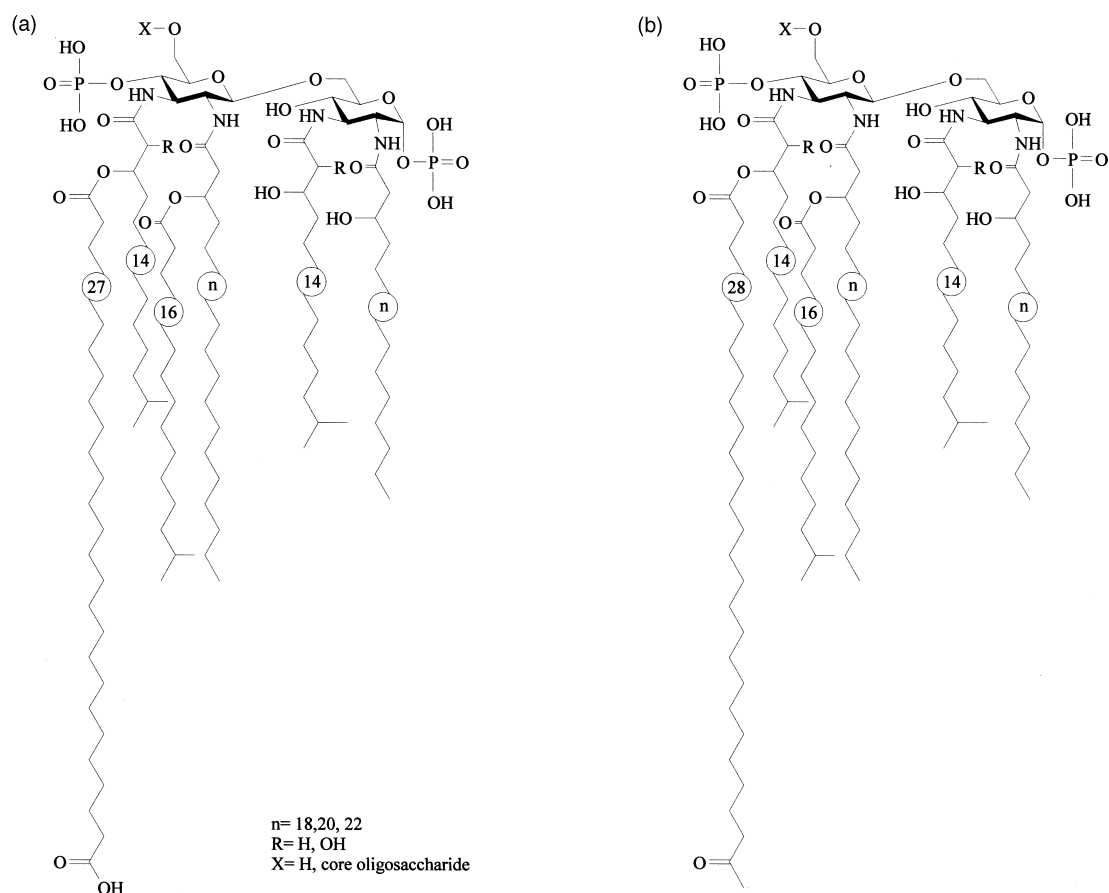 (a)
X–O
HO
O=P–O
HO
O
O
HO
O
HN
NH
HN
NH
O
O
R
O
O
R
O
O
O
HO
HO
O
OH
P=O
OH
27
14
16
n
14
n
O
OH
n= 18,20, 22
R= H, OH
X= H, core oligosaccharide
(b)
X–O
HO
O=P–O
HO
O
O
HO
O
HN
NH
HN
NH
O
O
R
O
O
R
O
O
O
HO
HO
O
OH
P=O
OH
28
14
16
n
14
n
O